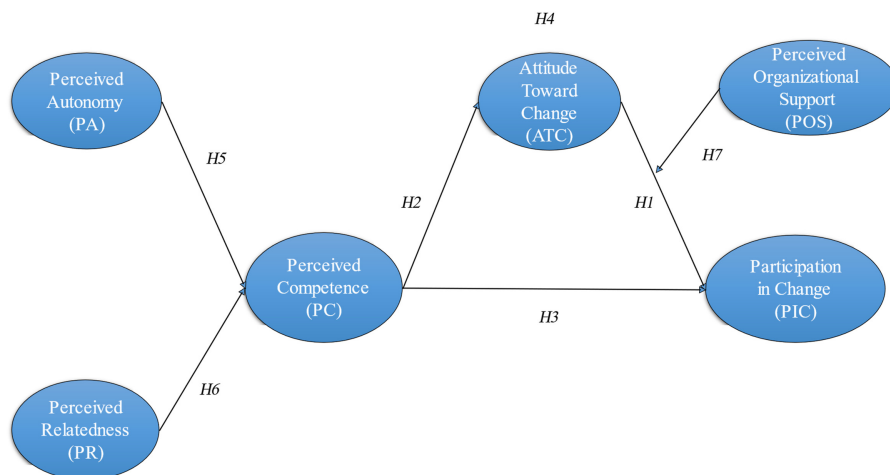 H4
Perceived
Autonomy
(PA)
Attitude
Toward
Change
(ATC)
Perceived
Organizational
Support
(POS)
H5
H2
H1
H7
Perceived
Competence
(PC)
Participation
in Change
(PIC)
H3
H6
Perceived
Relatedness
(PR)